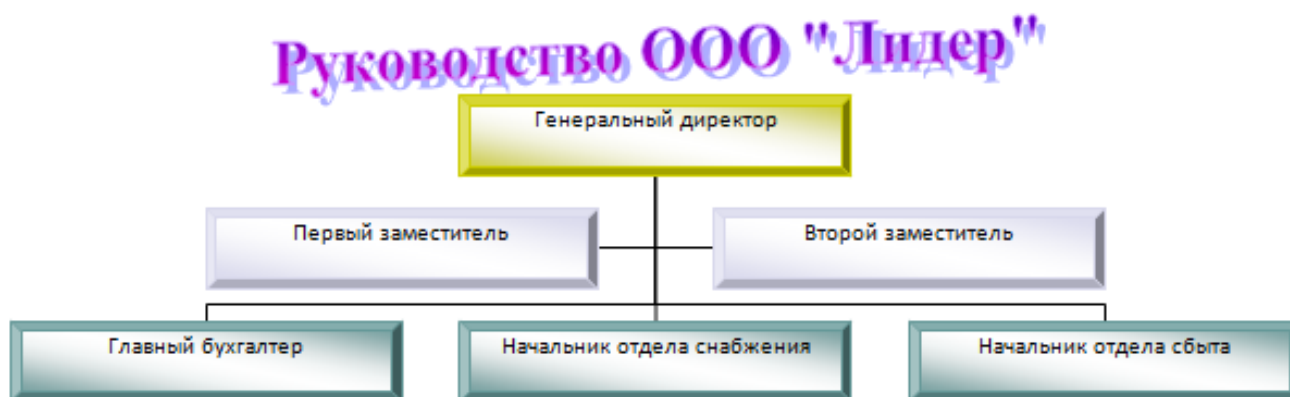 Руководство ООО "Лидер"
Генеральный директор
Первый заместитель
Второй заместитель
Главный бухгалтер
Начальник отдела снабжения
Начальник отдела сбыта